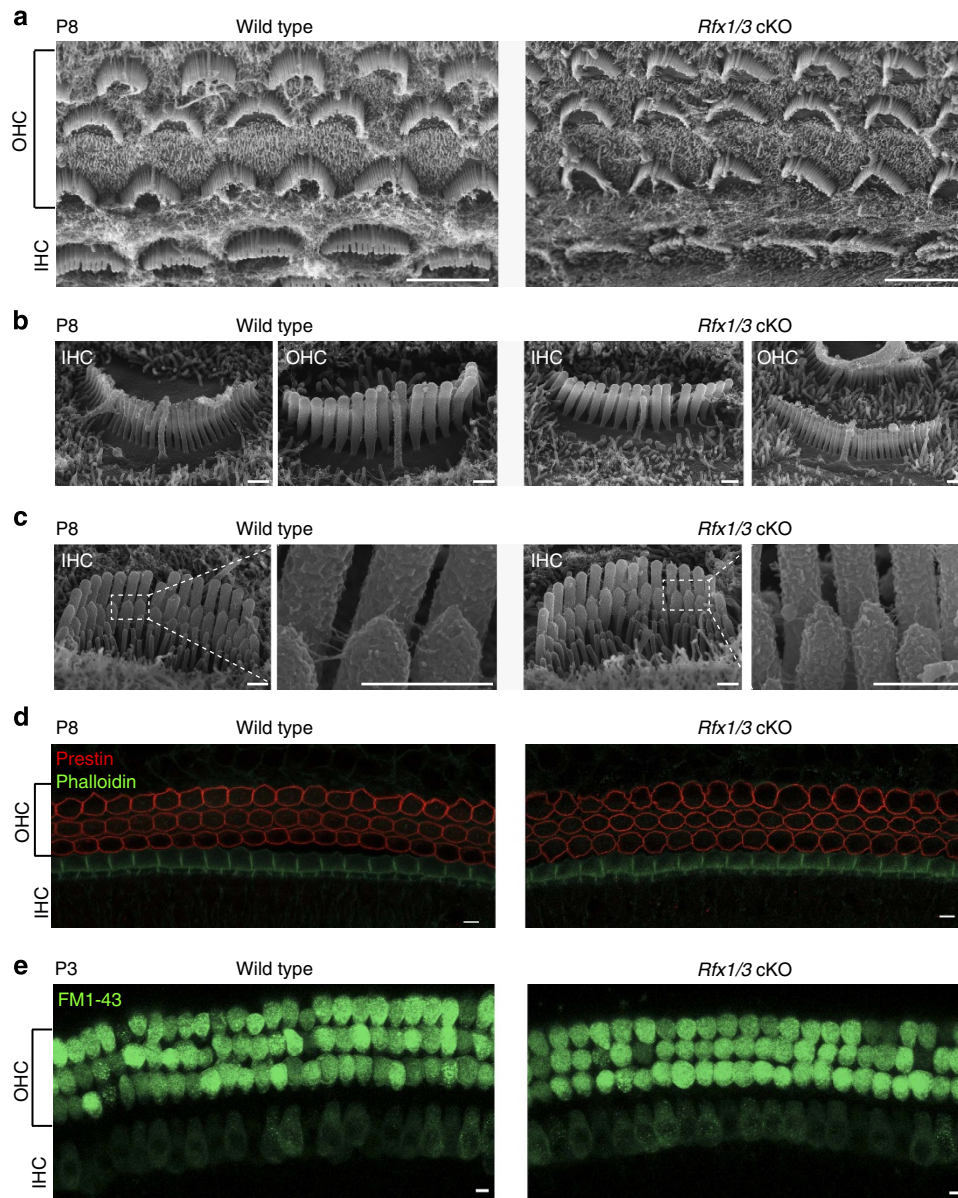 a
P8 Wild type Rfx1/3 cKO
OHC
IHC
b
P8 Wild type Rfx1/3 cKO
IHC OHC IHC OHC
c
P8 Wild type Rfx1/3 cKO
IHC IHC
d
P8 Wild type Rfx1/3 cKO
Prestin
Phalloidin
OHC
IHC
e
P3 Wild type Rfx1/3 cKO
FM1-43
OHC
IHC